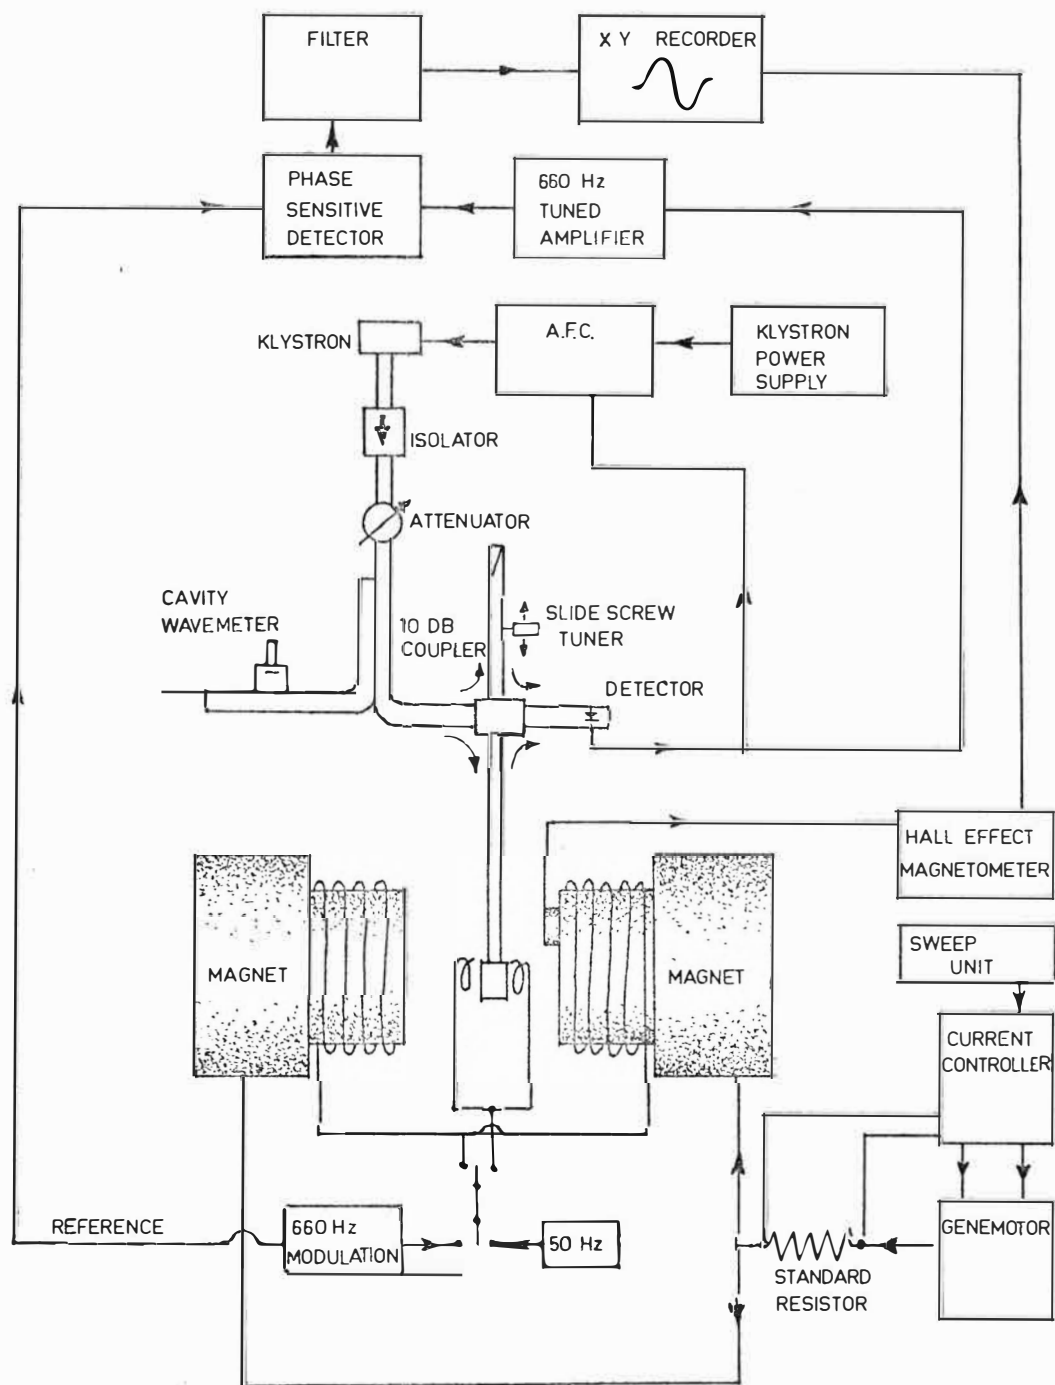 FILTER
X Y RECORDER
PHASE
SENSITIVE
DETECTOR
660 Hz
TUNED
AMPLIFIER
KLYSTRON
A.F.C.
KLYSTRON
POWER
SUPPLY
ISOLATOR
ATTENUATOR
CAVITY
WAVEMETER
10 DB
COUPLER
SLIDE SCREW
TUNER
DETECTOR
HALL EFFECT
MAGNETOMETER
MAGNET
MAGNET
SWEEP
UNIT
CURRENT
CONTROLLER
REFERENCE
660 Hz
MODULATION
50 Hz
STANDARD
RESISTOR
GENEMOTOR